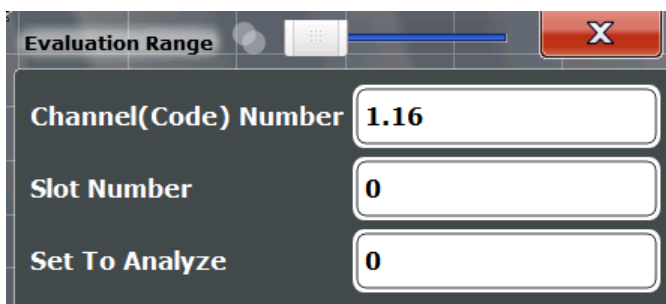 Evaluation Range
X
Channel(Code) Number 1.16
Slot Number 0
Set To Analyze 0